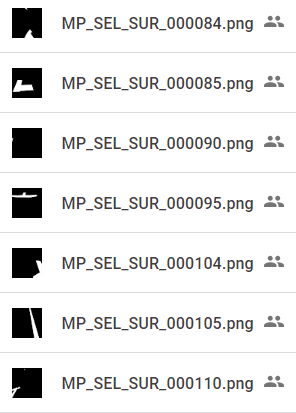 MP_SEL_SUR_000084.png
MP_SEL_SUR_000085.png
MP_SEL_SUR_000090.png
MP_SEL_SUR_000095.png
MP_SEL_SUR_000104.png
MP_SEL_SUR_000105.png
MP_SEL_SUR_000110.png